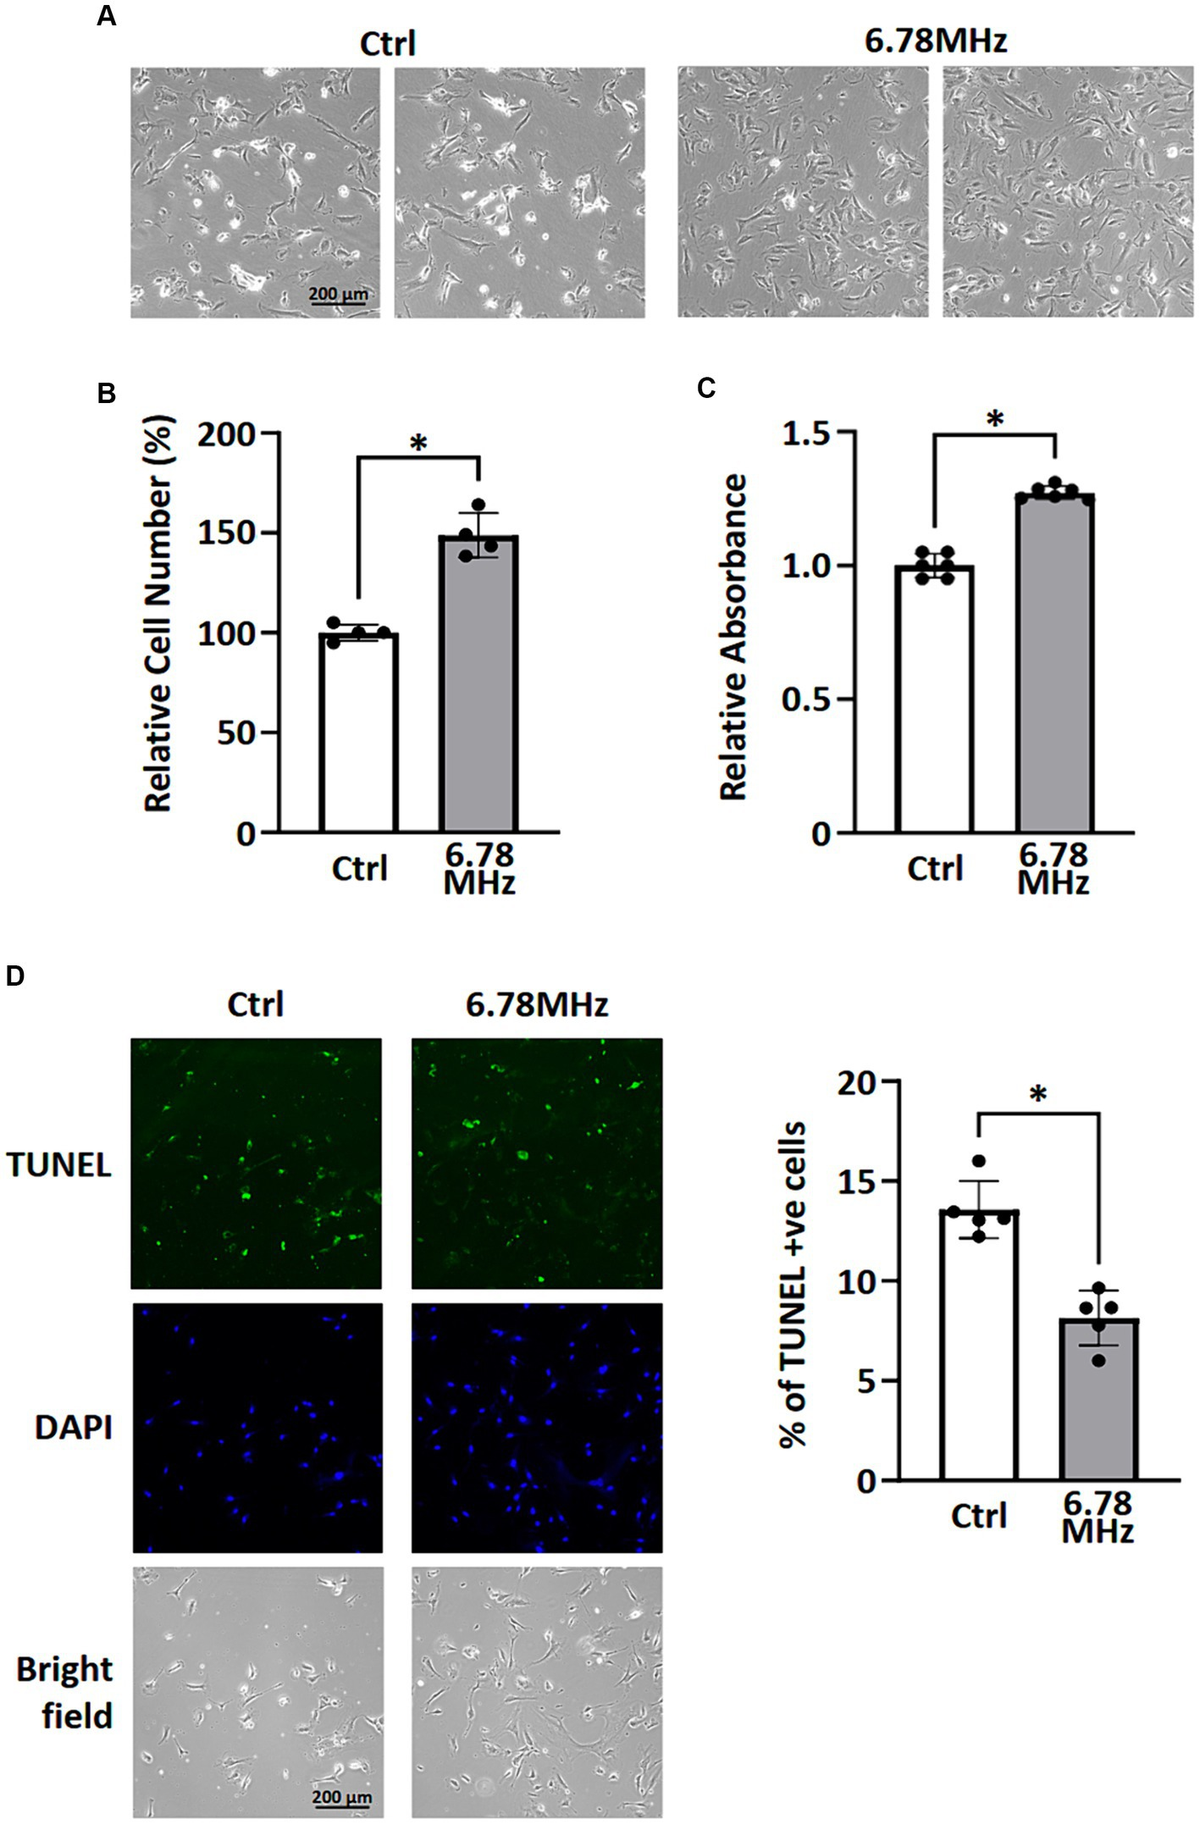 A
Ctrl
6.78MHz
200 µm
B
Relative Cell Number (%)
200
150
100
50
0
*
Ctrl
6.78
MHz
C
Relative Absorbance
1.5
1.0
0.5
0
*
Ctrl
6.78
MHz
D
Ctrl
6.78MHz
TUNEL
DAPI
Bright
field
200 µm
% of TUNEL +ve cells
20
15
10
5
0
*
Ctrl
6.78
MHz